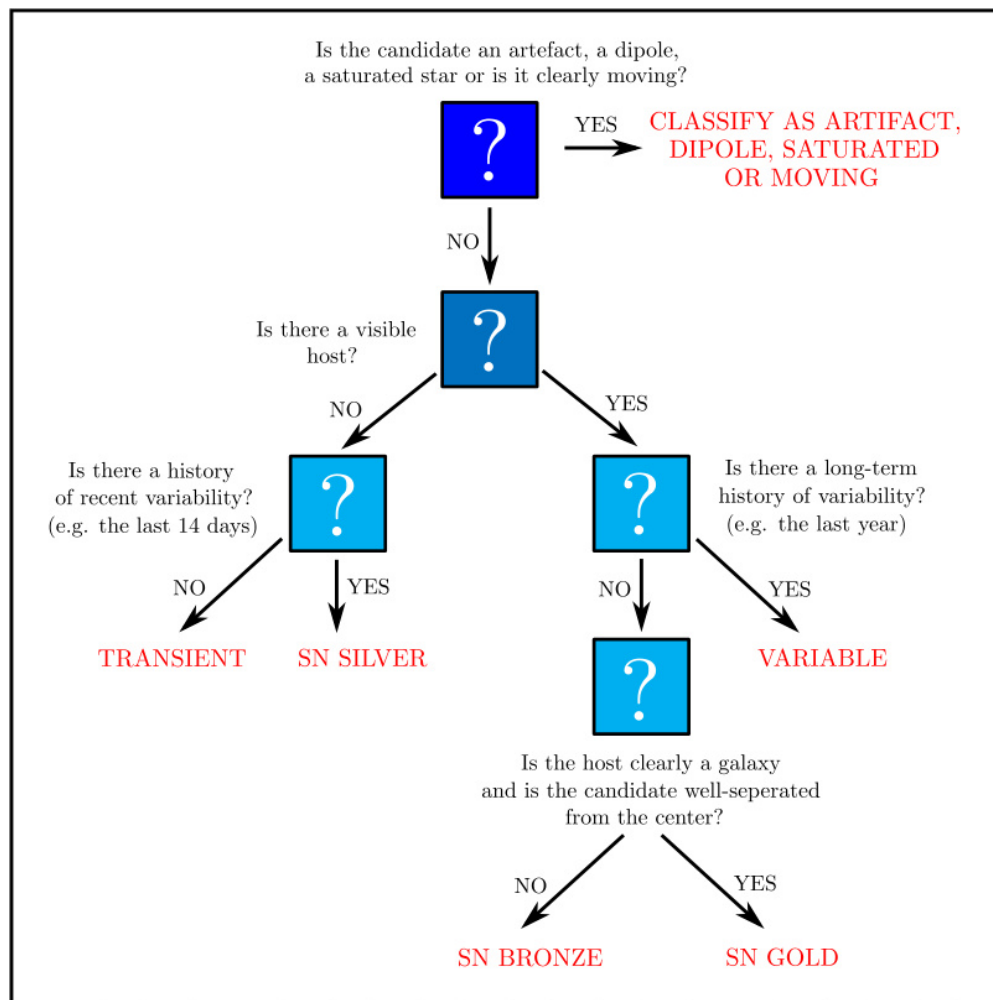 Is the candidate an artefact, a dipole,
a saturated star or is it clearly moving?
?
YES
CLASSIFY AS ARTIFACT,
DIPOLE, SATURATED
OR MOVING
NO
Is there a visible
host?
?
NO
YES
Is there a history
of recent variability?
(e.g. the last 14 days)
?
?
Is there a long-term
history of variability?
(e.g. the last year)
NO
YES
NO
YES
TRANSIENT
SN SILVER
?
VARIABLE
Is the host clearly a galaxy
and is the candidate well-seperated
from the center?
NO
YES
SN BRONZE
SN GOLD